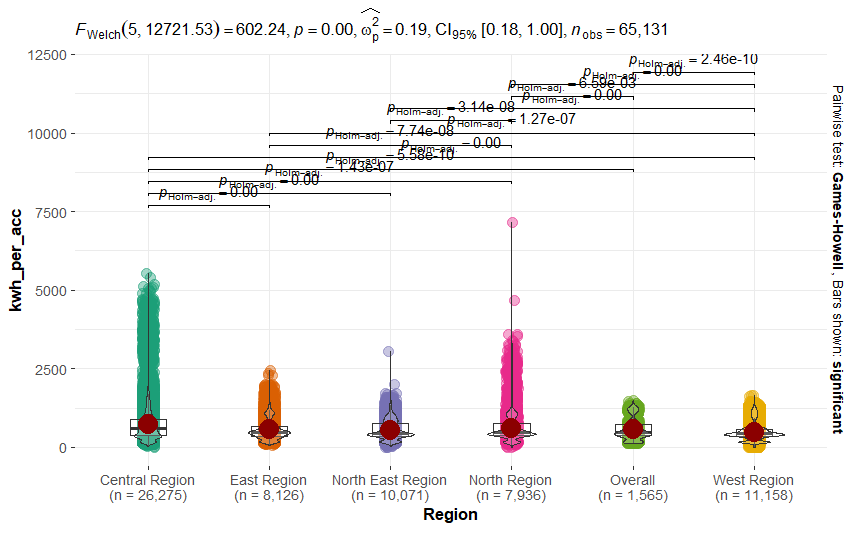 F_Welch(5, 12721.53) = 602.24, p = 0.00, ω̂²_p = 0.19, CI_95% [0.18, 1.00], n_obs = 65,131
12500
10000
7500
5000
2500
0
kwh_per_acc
p_Holm-adj. = 2.46e-10
p_Holm-adj. = 0.00
p_Holm-adj. = 6.59e-03
p_Holm-adj. = 0.00
p_Holm-adj. = 3.14e-08
p_Holm-adj. = 1.27e-07
p_Holm-adj. = 7.74e-08
p_Holm-adj. = 0.00
p_Holm-adj. = 5.58e-10
p_Holm-adj. = 1.43e-07
p_Holm-adj. = 0.00
p_Holm-adj. = 0.00
Pairwise test: Games-Howell , Bars shown: significant
Central Region
(n = 26,275)
East Region
(n = 8,126)
North East Region
(n = 10,071)
North Region
(n = 7,936)
Overall
(n = 1,565)
West Region
(n = 11,158)
Region